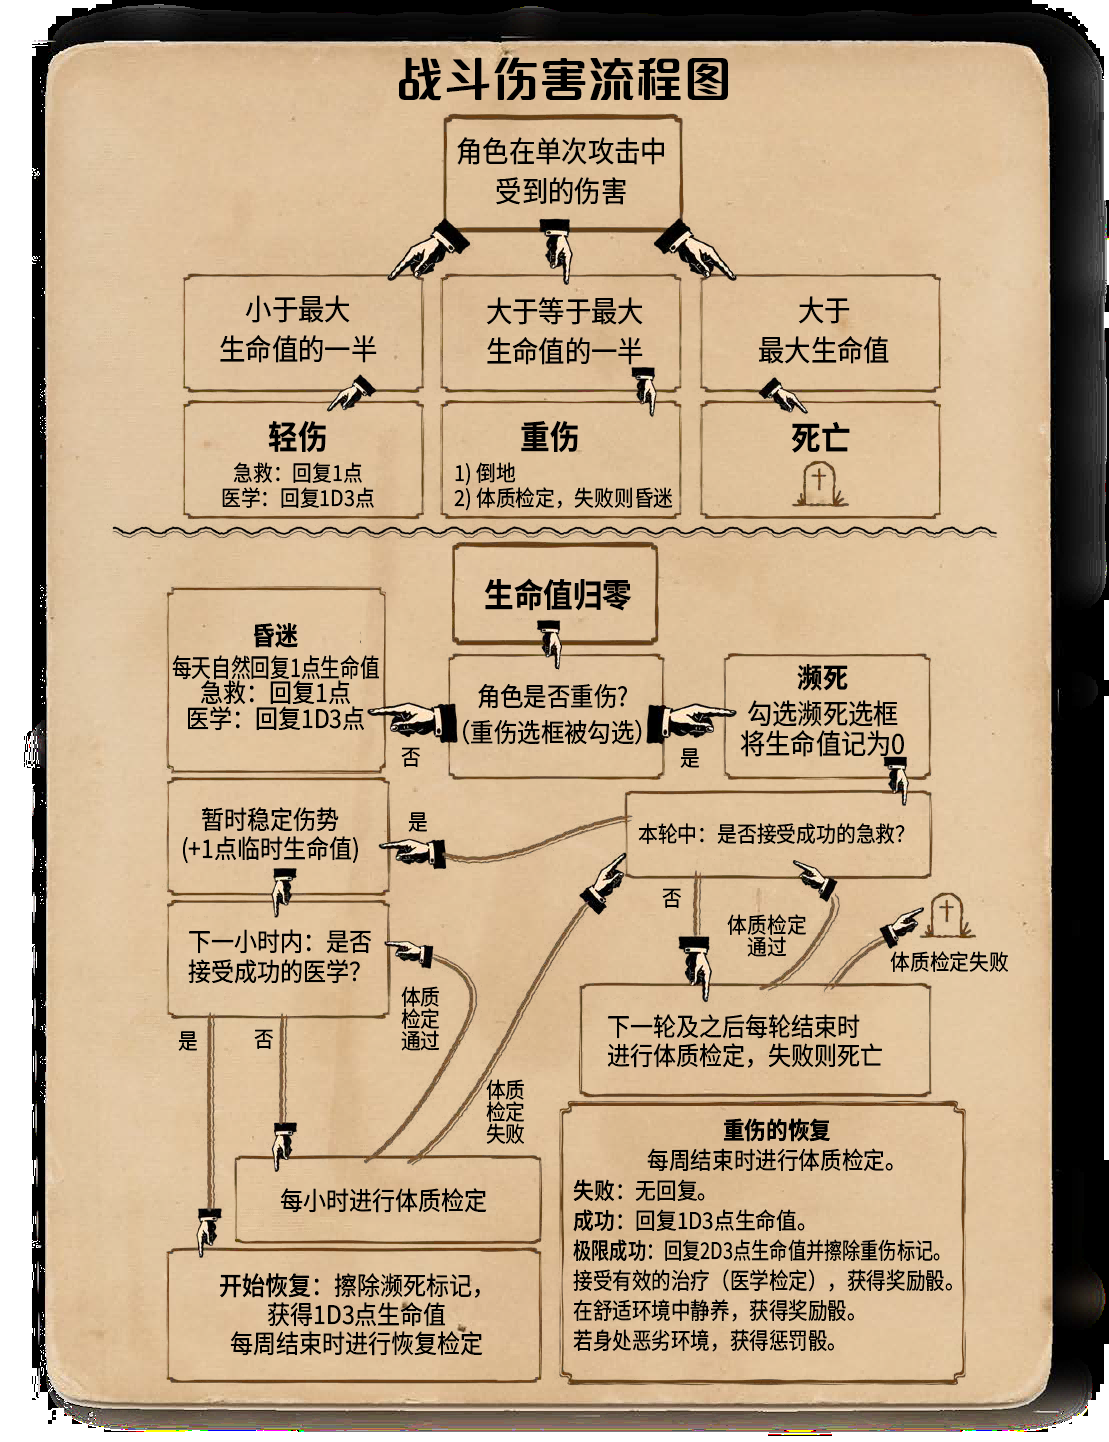 战斗伤害流程图
角色在单次攻击中
受到的伤害
小于最大
生命值的一半
大于等于最大
生命值的一半
大于
最大生命值
轻伤
急救：回复1点
医学：回复1D3点
重伤
1) 倒地
2) 体质检定，失败则昏迷
死亡
生命值归零
昏迷
每天自然回复1点生命值
急救：回复1点
医学：回复1D3点
角色是否重伤?
(重伤选框被勾选)
否
是
濒死
勾选濒死选框
将生命值记为0
暂时稳定伤势
(+1点临时生命值)
是
本轮中：是否接受成功的急救?
否
体质检定
通过
体质检定失败
下一小时内：是否
接受成功的医学?
体质
检定
通过
下一轮及之后每轮结束时
进行体质检定，失败则死亡
是
否
体质
检定
失败
每小时进行体质检定
开始恢复：擦除濒死标记，
获得1D3点生命值
每周结束时进行恢复检定
重伤的恢复
每周结束时进行体质检定。
失败：无回复。
成功：回复1D3点生命值。
极限成功：回复2D3点生命值并擦除重伤标记。
接受有效的治疗（医学检定），获得奖励骰。
在舒适环境中静养，获得奖励骰。
若身处恶劣环境，获得惩罚骰。